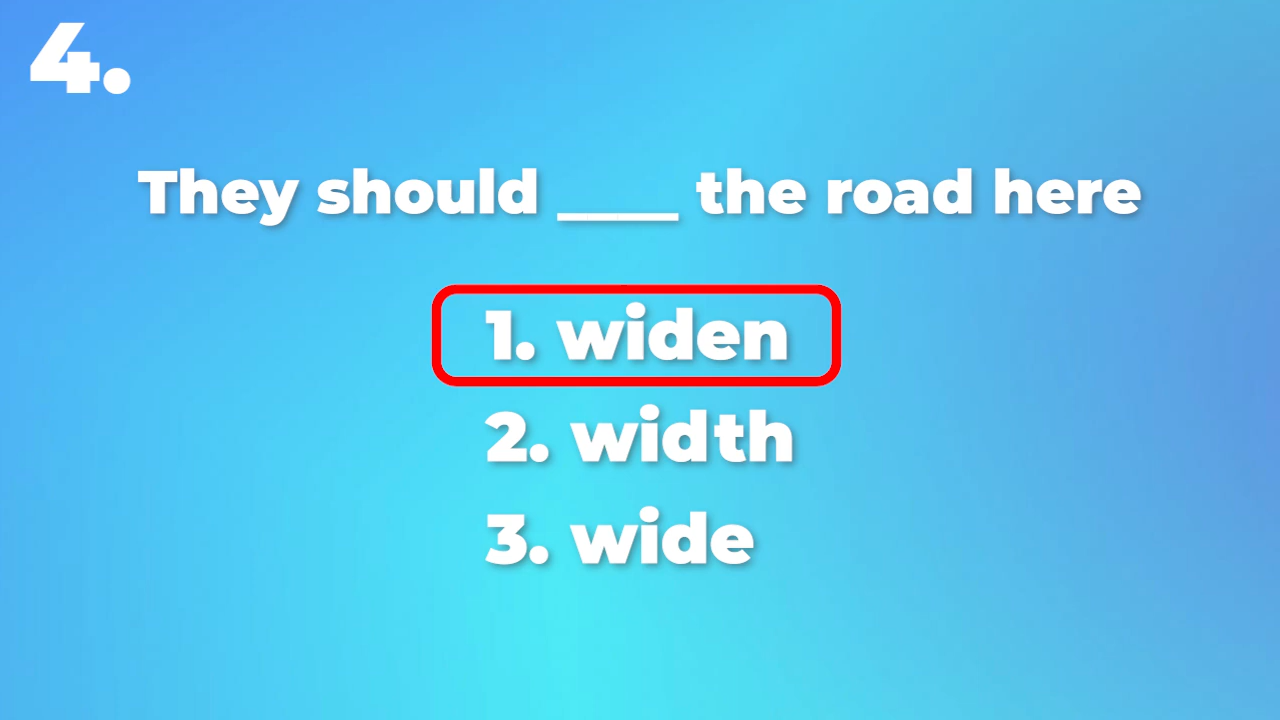 4.
They should ____ the road here
1. widen
2. width
3. wide